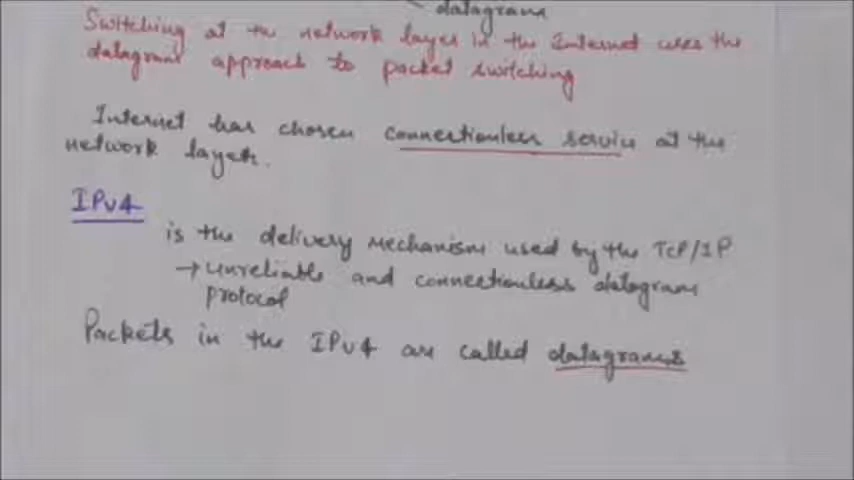 datagrams
Switching at the network layer in the Internet uses the
datagram approach to packet switching
Internet has chosen connectionless service at the
network layer.
IPv4
is the delivery mechanism used by the TCP/IP
→ unreliable and connectionless datagram
protocol
Packets in the IPv4 are called datagrams